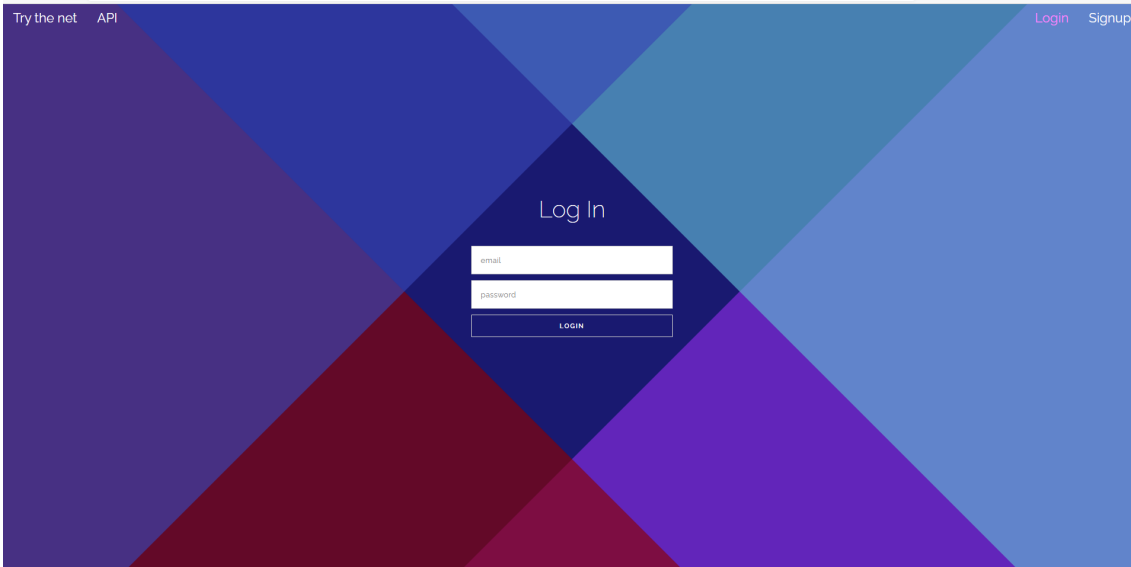 Try the net API Login Signup
Log In
email
password
LOGIN